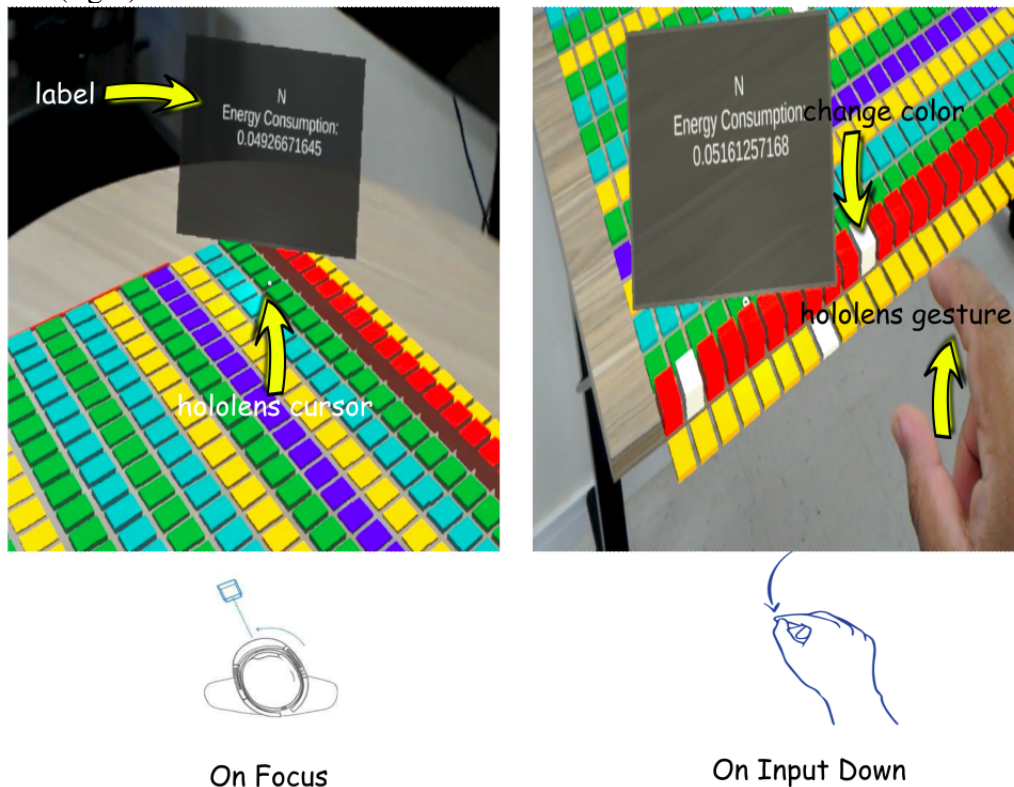 label
N
Energy Consumption:
0.04926671645
hololens cursor
N
Energy Consumption:
0.05161257168
change color
hololens gesture
On Focus
On Input Down